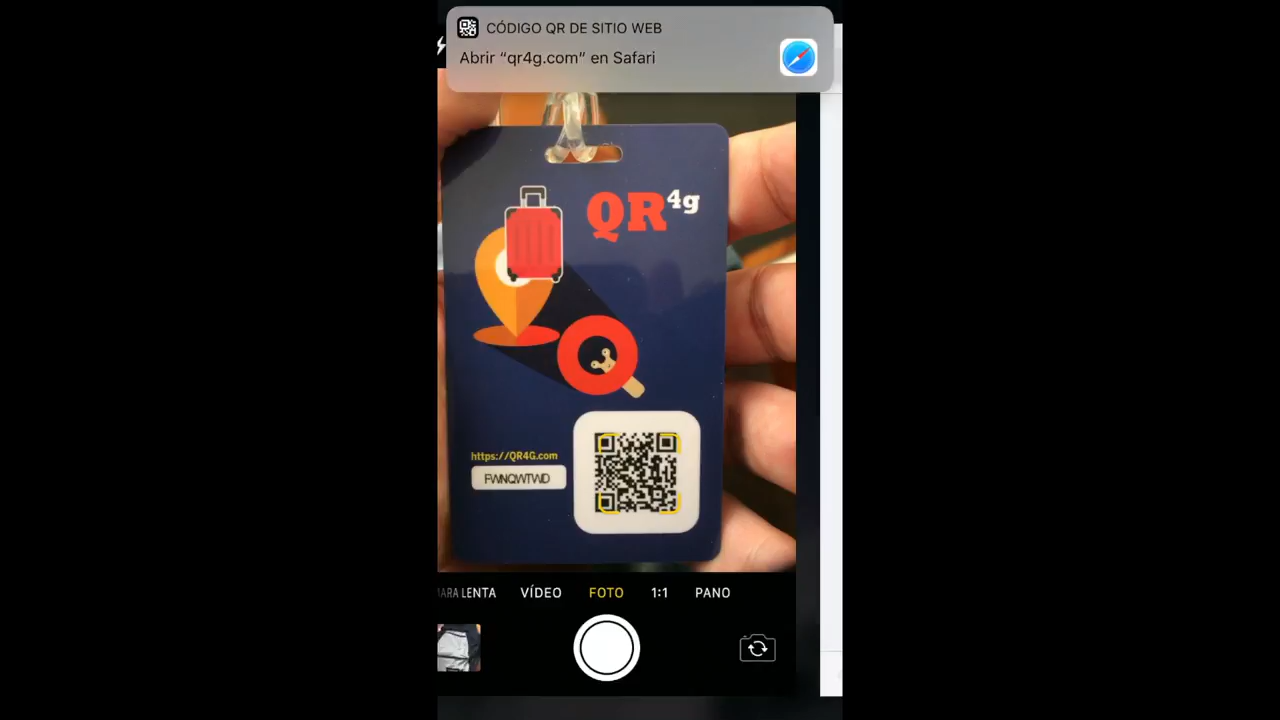 CÓDIGO QR DE SITIO WEB
Abrir “qr4g.com” en Safari
QR4g
https://QR4G.com
FWNQWTWD
MARA LENTA VÍDEO FOTO 1:1 PANO